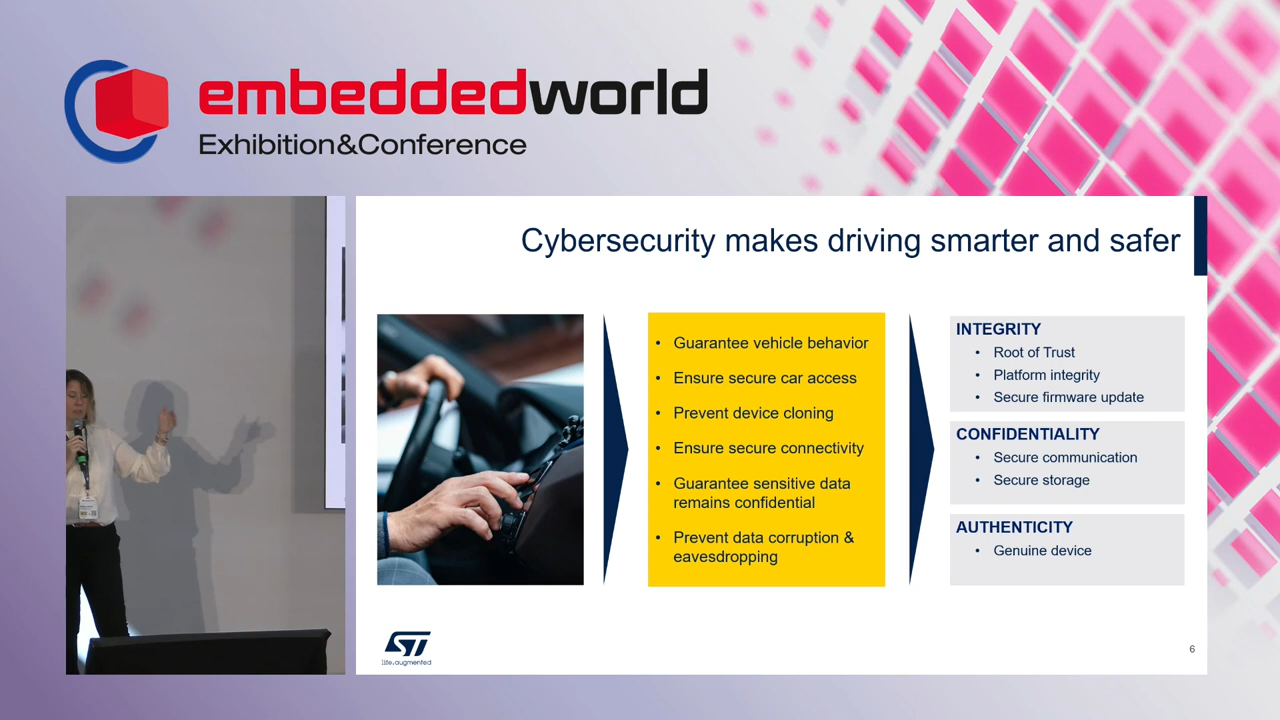 embeddedworld
Exhibition&Conference
Cybersecurity makes driving smarter and safer
• Guarantee vehicle behavior
• Ensure secure car access
• Prevent device cloning
• Ensure secure connectivity
• Guarantee sensitive data
remains confidential
• Prevent data corruption &
eavesdropping
INTEGRITY
• Root of Trust
• Platform integrity
• Secure firmware update
CONFIDENTIALITY
• Secure communication
• Secure storage
AUTHENTICITY
• Genuine device
ST
life.augmented
6